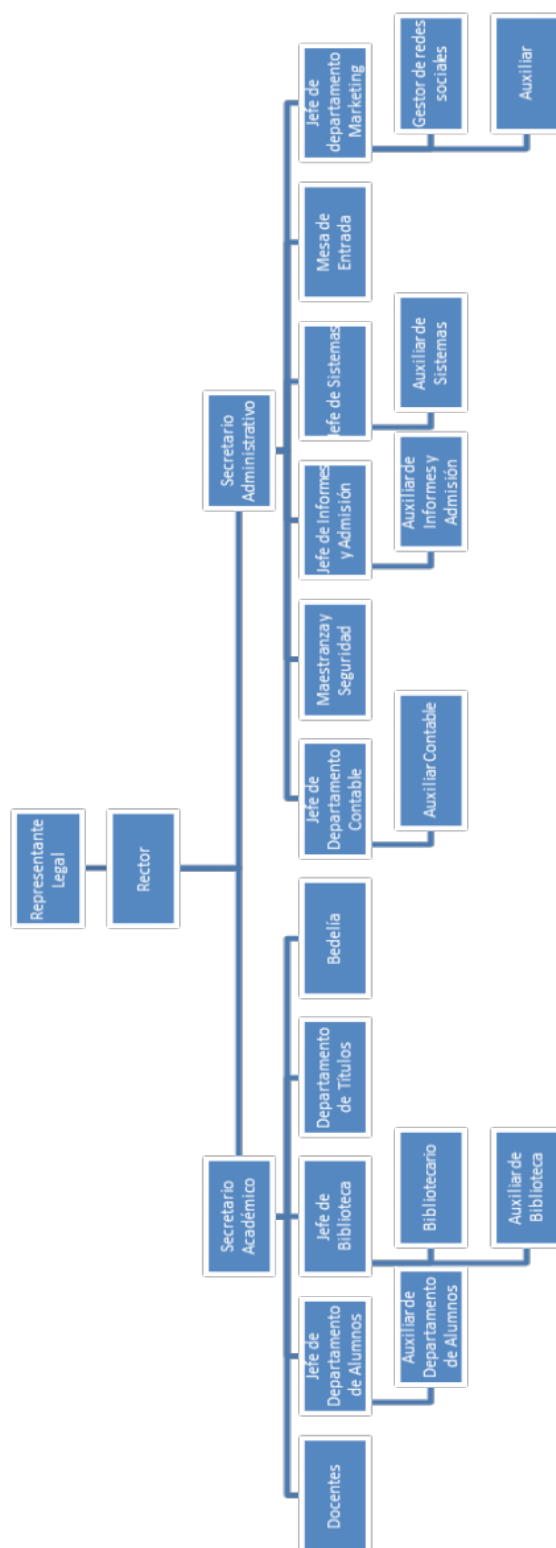 Representante
Legal
Rector
Secretario
Académico
Secretario
Administrativo
Docentes
Jefe de
Departamento
de Alumnos
Jefe de
Biblioteca
Departamento
de Títulos
Bedelía
Jefe de
Departamento
Contable
Maestranza y
Seguridad
Jefe de Informes
y Admisión
Jefe de Sistemas
Mesa de
Entrada
Jefe de
departamento
Marketing
Auxiliar de
Departamento
de Alumnos
Bibliotecario
Auxiliar Contable
Auxiliar de
Informes y
Admisión
Auxiliar de
Sistemas
Gestor de redes
sociales
Auxiliar de
Biblioteca
Auxiliar